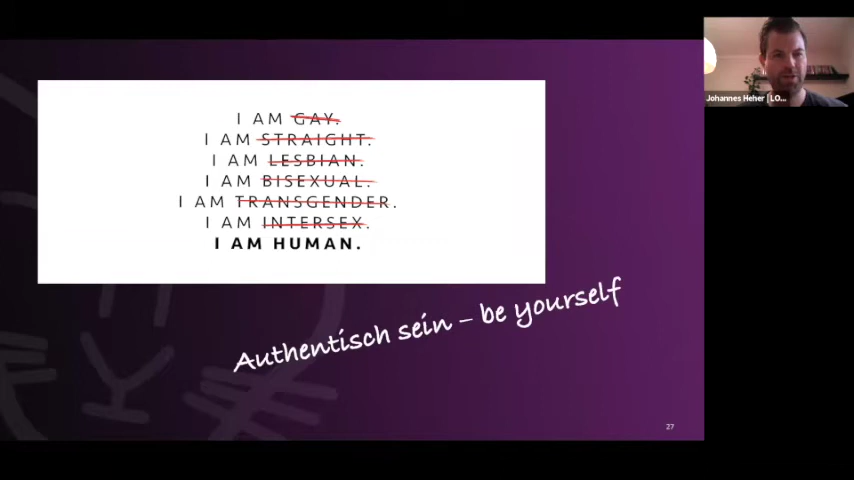 I AM GAY.
I AM STRAIGHT.
I AM LESBIAN.
I AM BISEXUAL.
I AM TRANSGENDER.
I AM INTERSEX.
I AM HUMAN.
Authentisch sein – be yourself
27
Johannes Heher | LO...